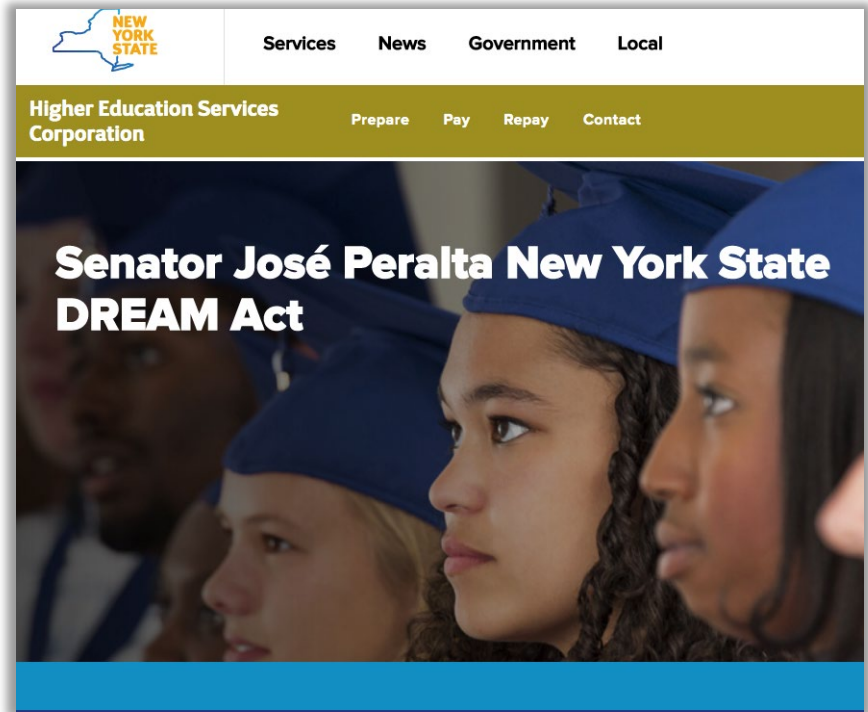 NEW
YORK
STATE
Services News Government Local
Higher Education Services
Corporation
Prepare Pay Repay Contact
Senator José Peralta New York State
DREAM Act